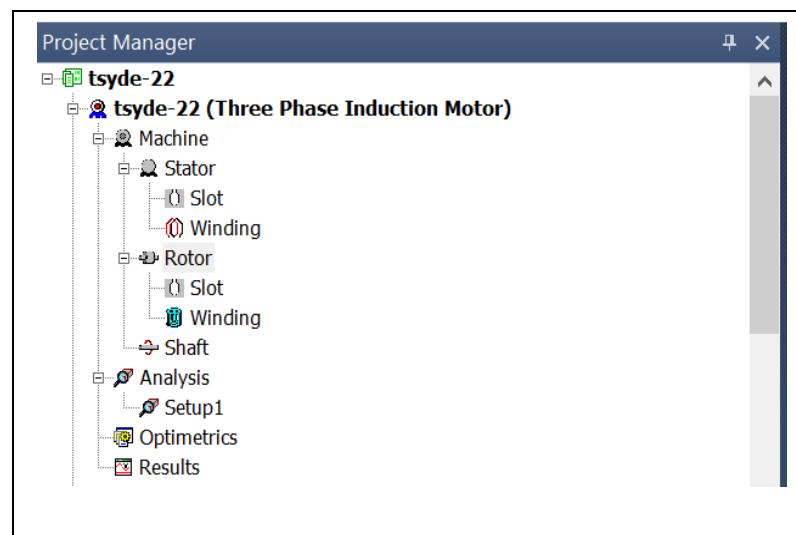 Project Manager
tsyde-22
tsyde-22 (Three Phase Induction Motor)
Machine
Stator
Slot
Winding
Rotor
Slot
Winding
Shaft
Analysis
Setup1
Optimetrics
Results